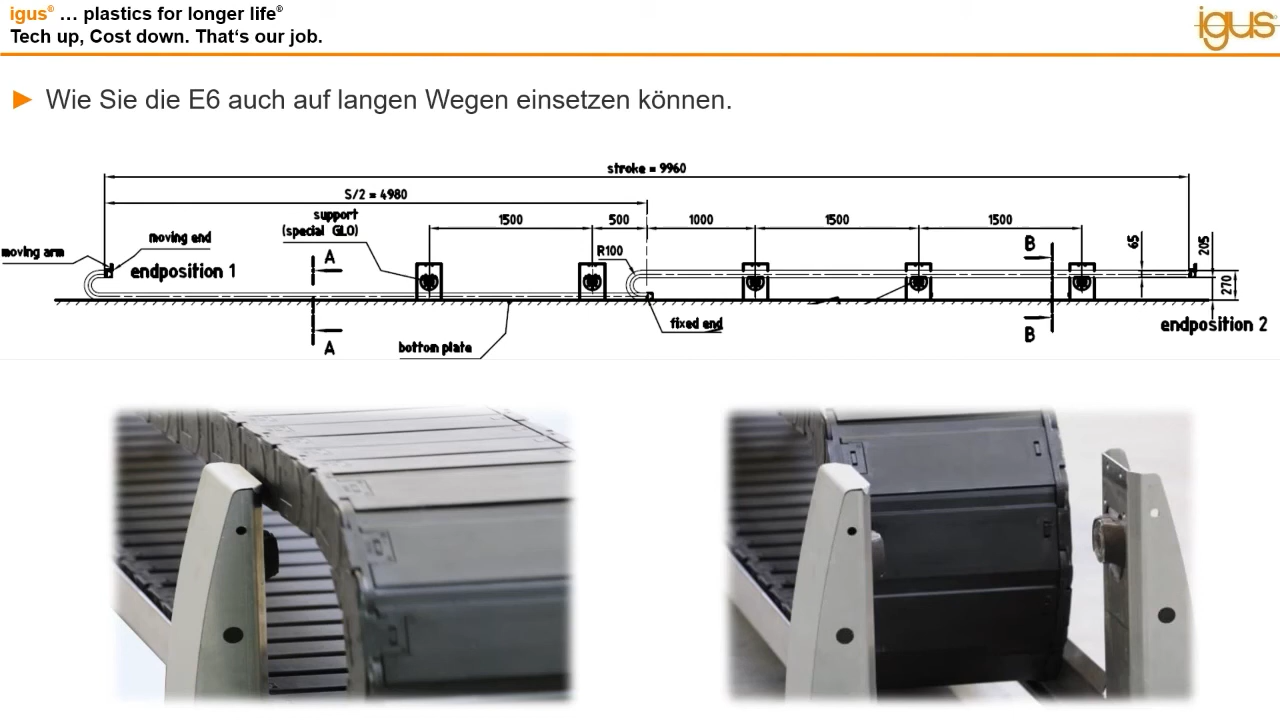 igus® … plastics for longer life®
Tech up, Cost down. That‘s our job.
igus
► Wie Sie die E6 auch auf langen Wegen einsetzen können.
stroke = 9960
S/2 = 4980
support
(special GLO)
1500
500
1000
1500
1500
moving arm
moving end
endposition 1
A
R100
B
65
205
270
A
bottom plate
fixed end
B
endposition 2